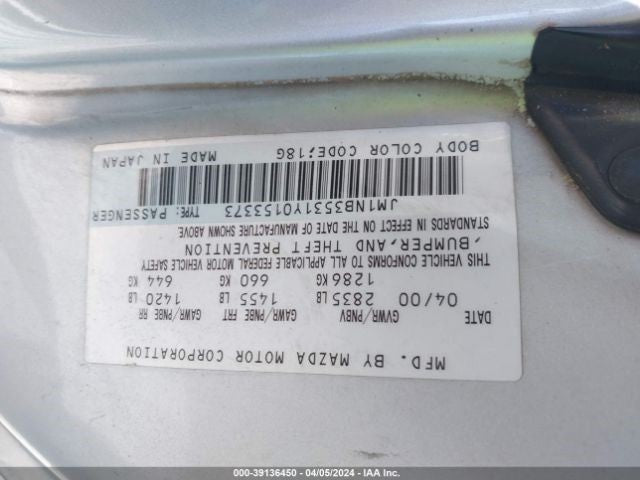 MFD. BY MAZDA MOTOR CORPORATION
DATE GVWR/PNBV GAWR/PNBE FRT GAWR/PNBE RR
04/00 2835 LB 1455 LB 1420 LB
1286 KG 660 KG 644 KG
THIS VEHICLE CONFORMS TO ALL APPLICABLE FEDERAL MOTOR VEHICLE SAFETY
,BUMPER,AND THEFT PREVENTION
STANDARDS IN EFFECT ON THE DATE OF MANUFACTURE SHOWN ABOVE
JM1NB3531Y0153373 TYPE: PASSENGER
BODY COLOR CODE:18G MADE IN JAPAN
000-39136450 - 04/05/2024 - IAA Inc.